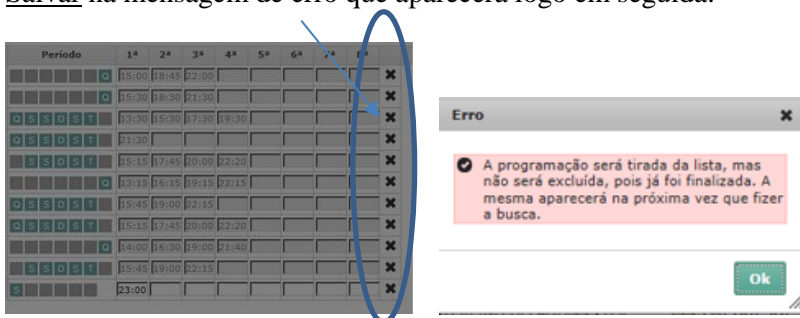 Salvar na mensagem de erro que aparecerá logo em seguida.
Período 1ª 2ª 3ª 4ª 5ª 6ª 7ª 8ª
Q 15:00 18:45 22:00
Q 15:30 18:30 21:30
Q S S D S T 13:30 15:30 17:30 19:30
Q S S D S T 21:30
S S D S T 15:15 17:45 20:00 22:20
Q 13:15 16:15 19:15 22:15
Q S S D S T 15:45 19:00 22:15
Q S S D S T 15:15 17:45 20:00 22:20
Q 14:00 16:30 19:00 21:40
S S D S T 15:45 19:00 22:15
S 23:00
Erro
A programação será tirada da lista, mas
não será excluída, pois já foi finalizada. A
mesma aparecerá na próxima vez que fizer
a busca.
Ok